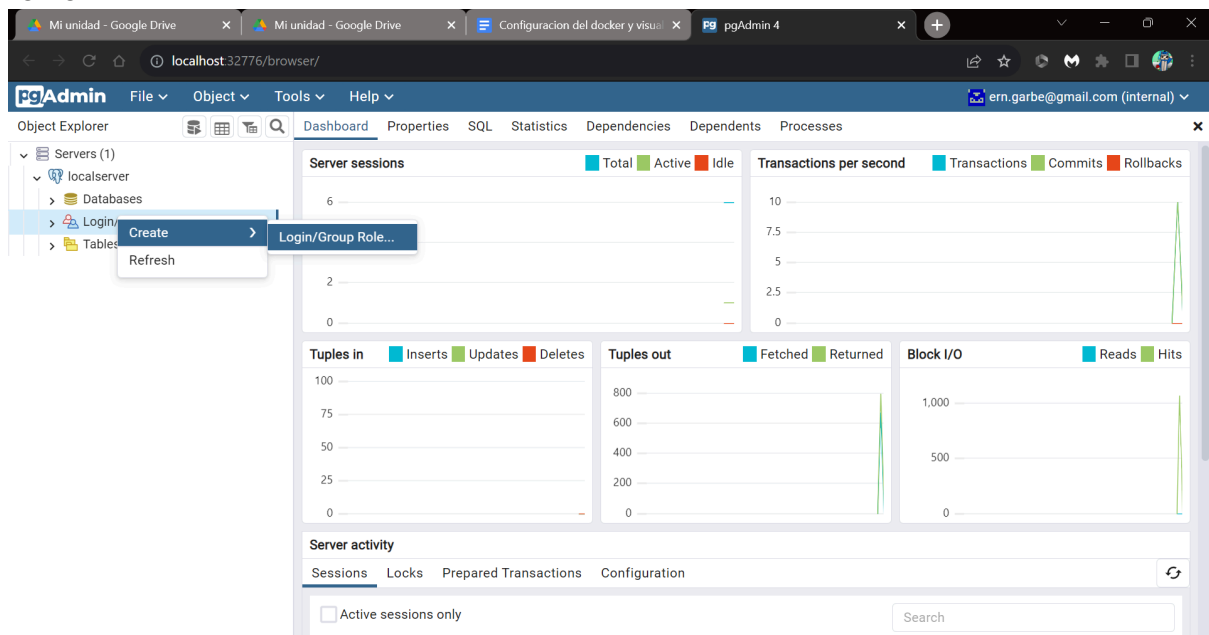 Mi unidad - Google Drive
Mi unidad - Google Drive
Configuracion del docker y visual
pgAdmin 4
localhost:32776/browser/
pgAdmin File Object Tools Help ern.garbe@gmail.com (internal)
Object Explorer
Dashboard Properties SQL Statistics Dependencies Dependents Processes
Servers (1)
localserver
Databases
Login/
Tables
Create
Refresh
Login/Group Role...
Server sessions Total Active Idle
6
2
0
Transactions per second Transactions Commits Rollbacks
10
7.5
5
2.5
0
Tuples in Inserts Updates Deletes
100
75
50
25
0
Tuples out Fetched Returned
800
600
400
200
0
Block I/O Reads Hits
1,000
500
0
Server activity
Sessions Locks Prepared Transactions Configuration
Active sessions only
Search